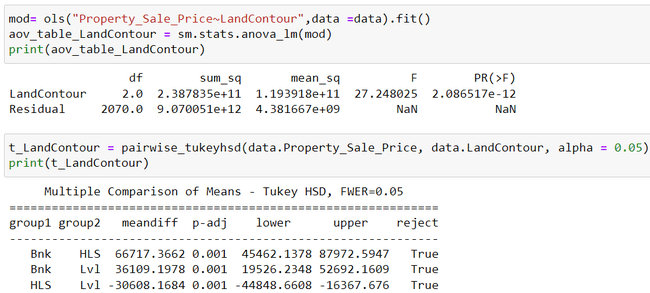 mod= ols("Property_Sale_Price~LandContour",data =data).fit()
aov_table_LandContour = sm.stats.anova_lm(mod)
print(aov_table_LandContour)
df sum_sq mean_sq F PR(>F)
LandContour 2.0 2.387835e+11 1.193918e+11 27.248025 2.086517e-12
Residual 2070.0 9.070051e+12 4.381667e+09 NaN NaN
t_LandContour = pairwise_tukeyhsd(data.Property_Sale_Price, data.LandContour, alpha = 0.05)
print(t_LandContour)
Multiple Comparison of Means - Tukey HSD, FWER=0.05
==========================================================
group1 group2 meandiff p-adj lower upper reject
----------------------------------------------------------
Bnk HLS 66717.3662 0.001 45462.1378 87972.5947 True
Bnk Lvl 36109.1978 0.001 19526.2348 52692.1609 True
HLS Lvl -30608.1684 0.001 -44848.6608 -16367.676 True